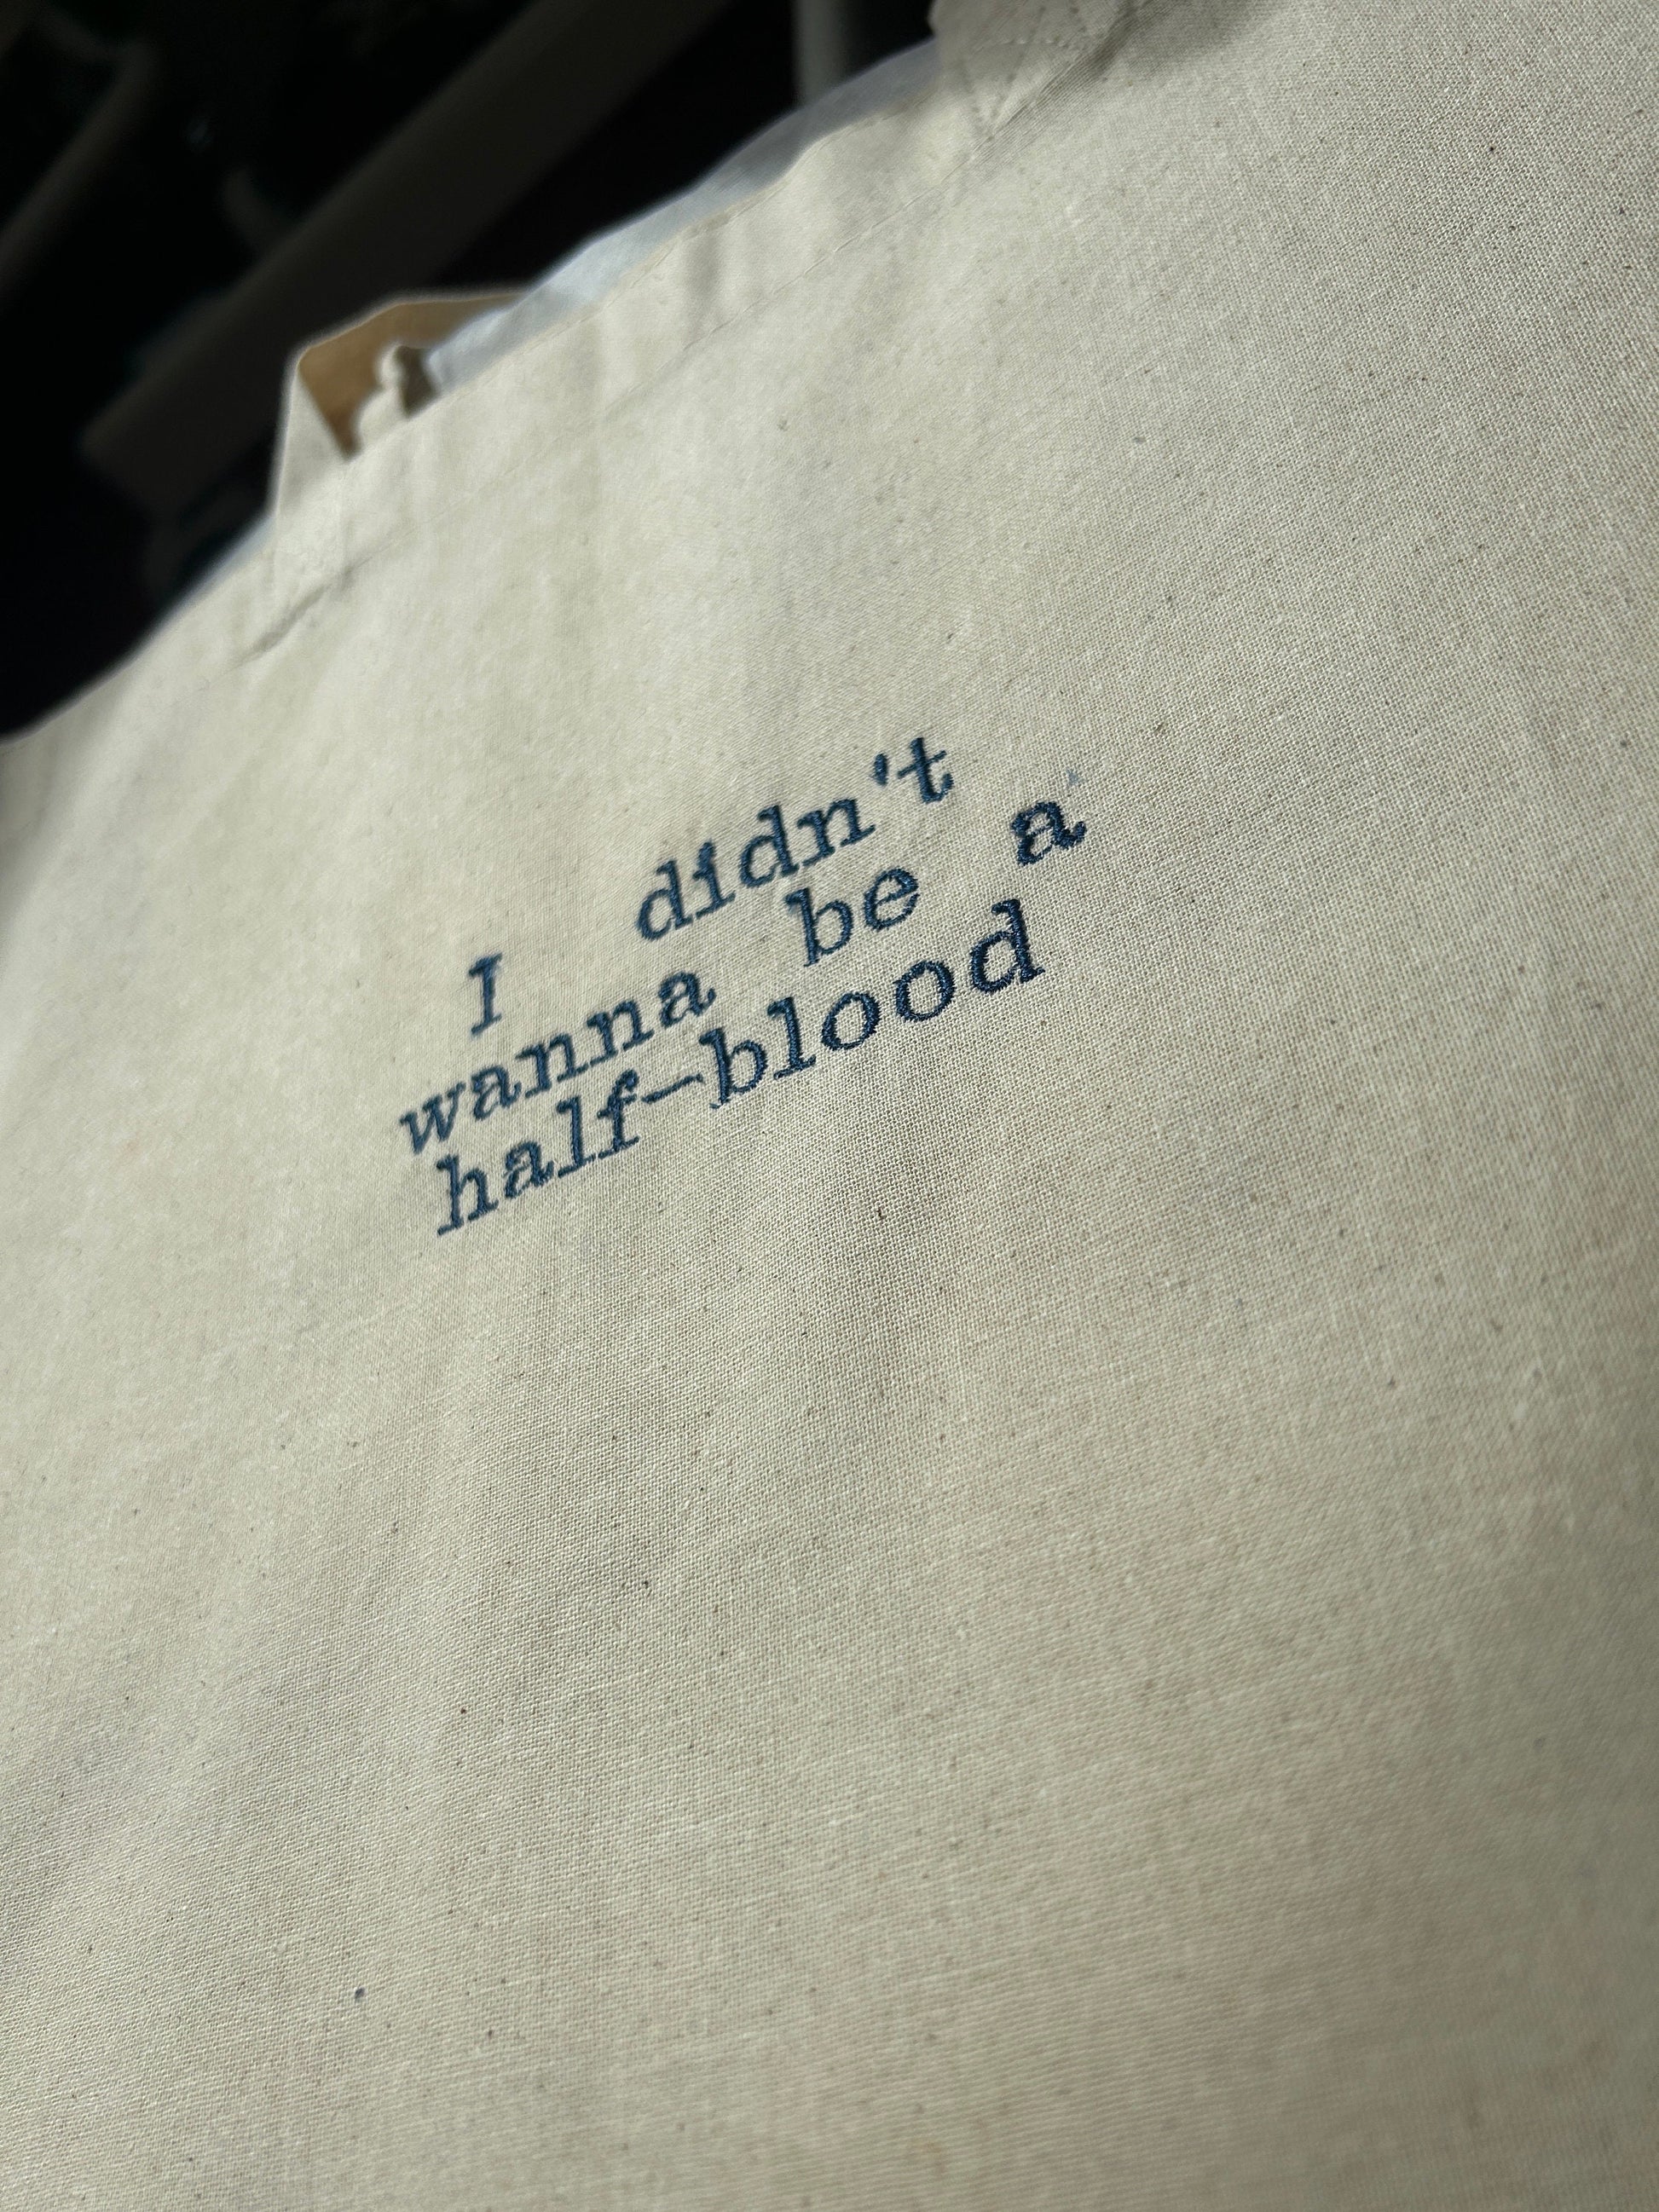 I didn't
wanna be a
half-blood